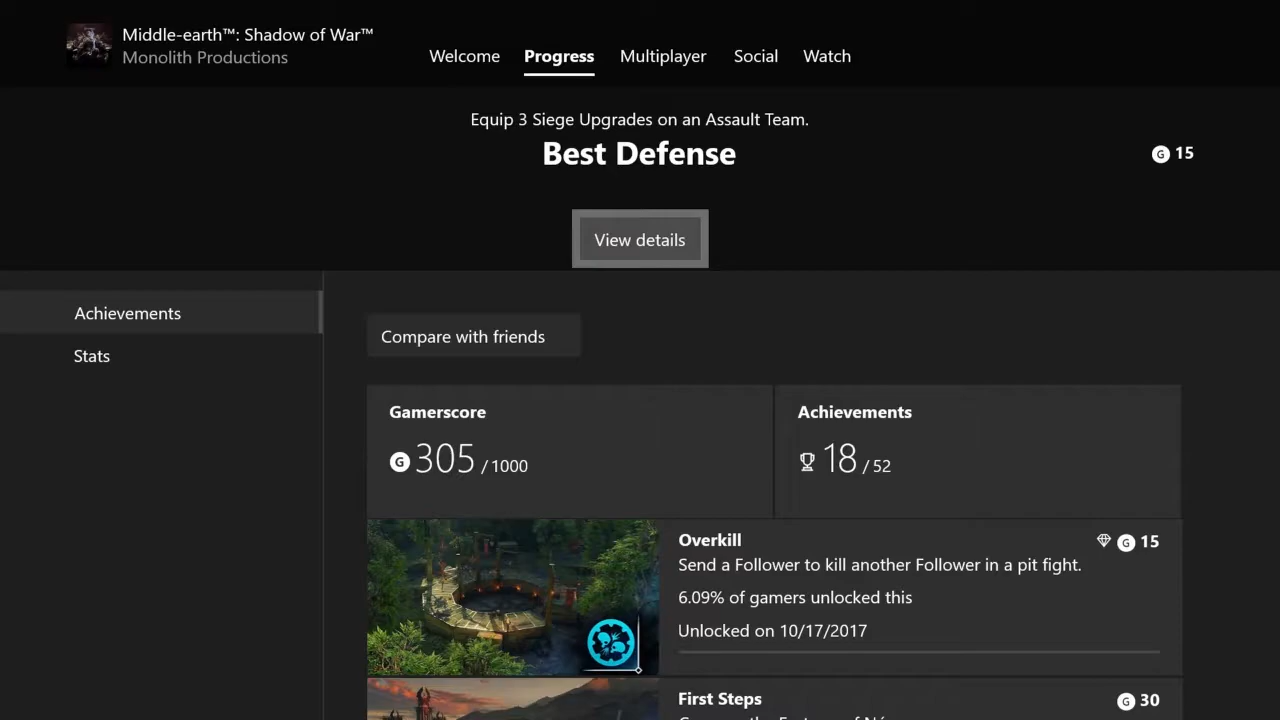 Middle-earth™: Shadow of War™
Monolith Productions
Welcome
Progress
Multiplayer
Social
Watch
Equip 3 Siege Upgrades on an Assault Team.
Best Defense
G 15
View details
Achievements
Stats
Compare with friends
Gamerscore
G 305 / 1000
Achievements
18 / 52
Overkill
G 15
Send a Follower to kill another Follower in a pit fight.
6.09% of gamers unlocked this
Unlocked on 10/17/2017
First Steps
G 30